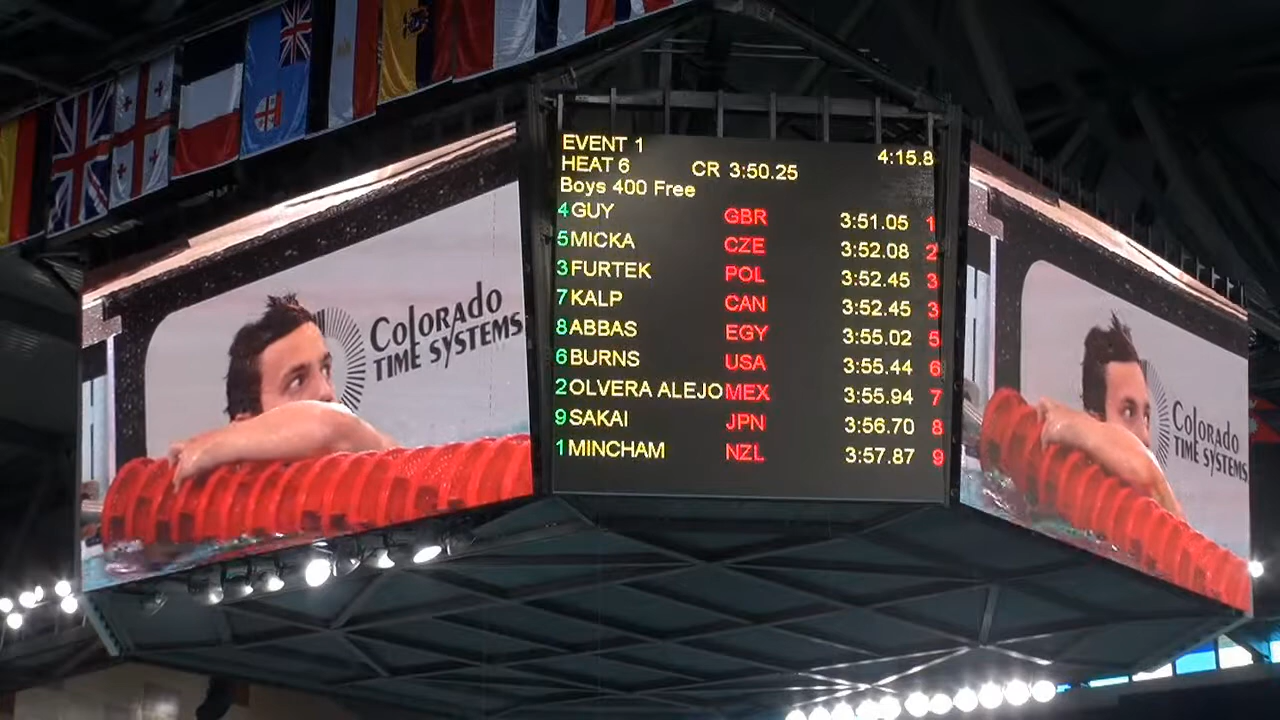 EVENT 1
4:15.8
HEAT 6 CR 3:50.25
Boys 400 Free
4 GUY GBR 3:51.05 1
5 MICKA CZE 3:52.08 2
3 FURTEK POL 3:52.45 3
7 KALP CAN 3:52.45 3
8 ABBAS EGY 3:55.02 5
6 BURNS USA 3:55.44 6
2 OLVERA ALEJO MEX 3:55.94 7
9 SAKAI JPN 3:56.70 8
1 MINCHAM NZL 3:57.87 9
COLORADO
TIME SYSTEMS
COLORADO
TIME SYSTEMS